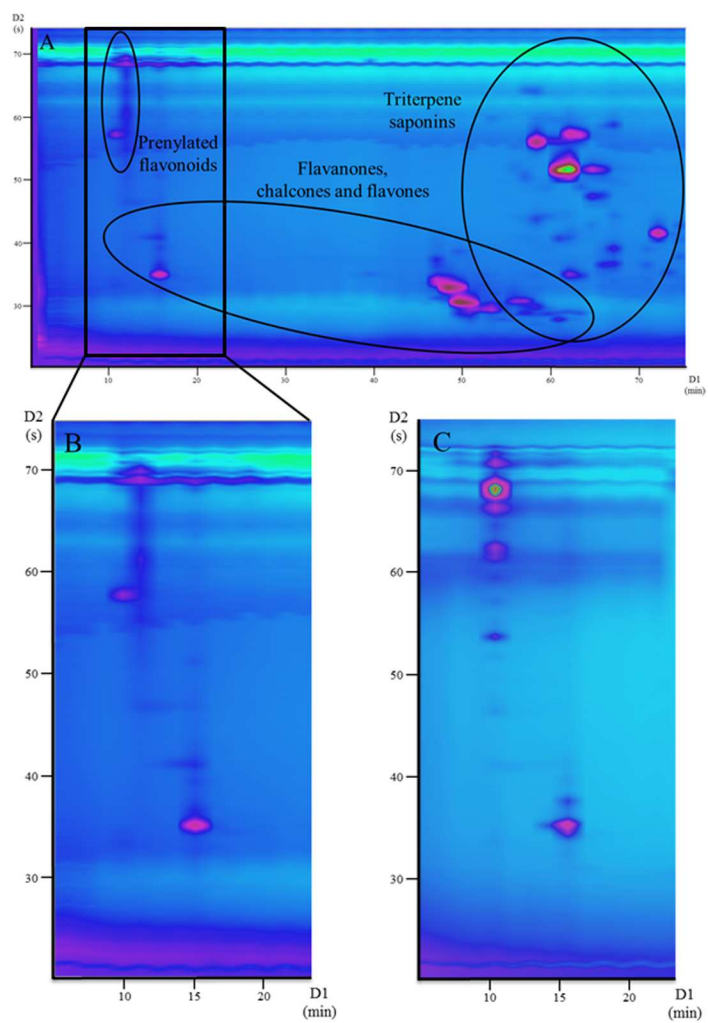 D2
(s)
A
70
60
50
40
30
Prenylated
flavonoids
Triterpene
saponins
Flavanones,
chalcones and flavones
10
20
30
40
50
60
70
D1
(min)
D2
(s)
B
70
60
50
40
30
10
15
20
D1
(min)
D2
(s)
C
70
60
50
40
30
10
15
20
D1
(min)